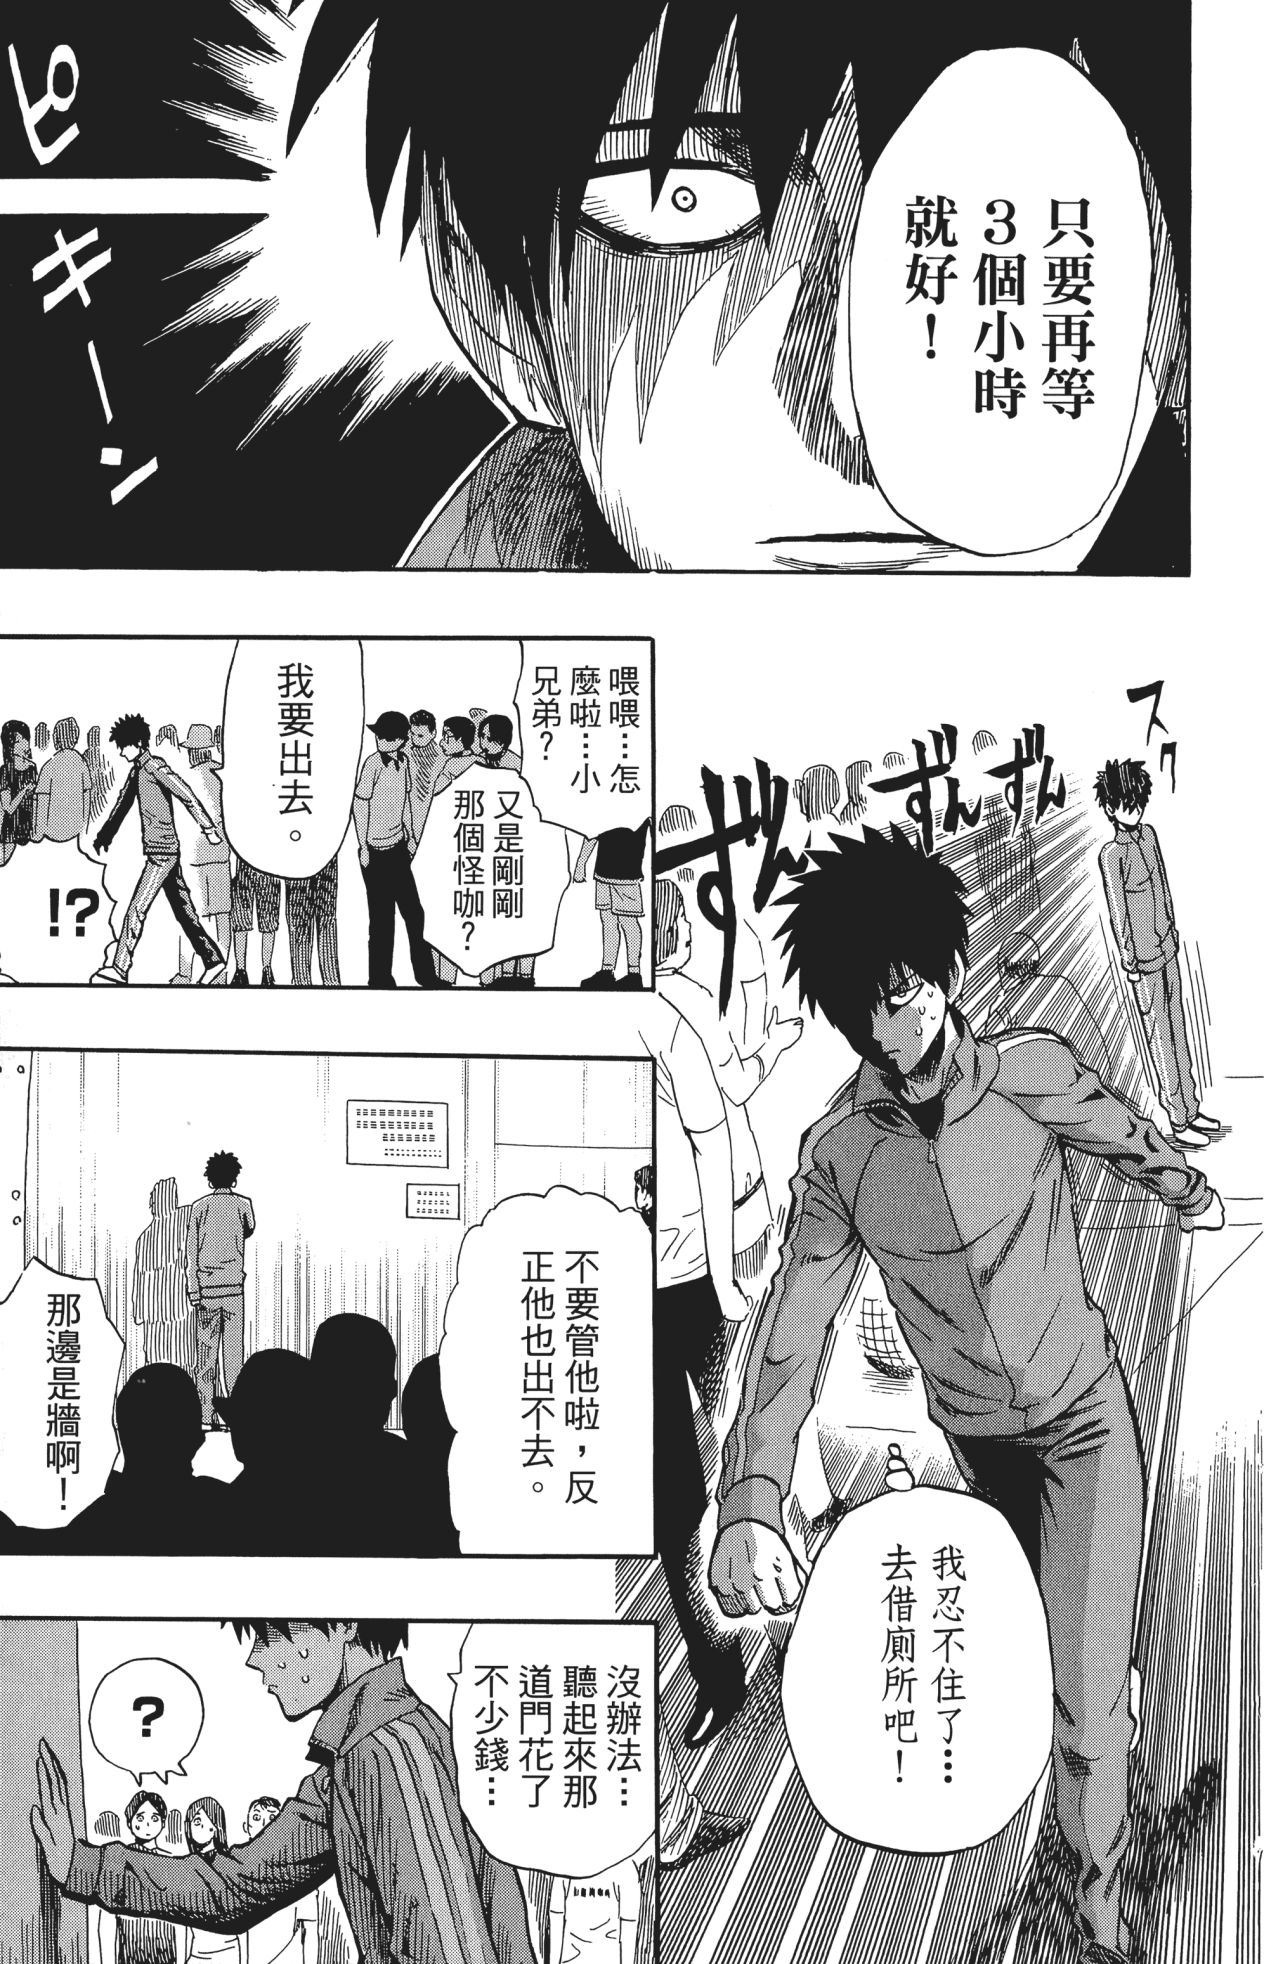 只要再等
3個小時
就好！
ピキーン
スク
ずんずん
ずん
我忍不住了…
去借廁所吧！
喂喂…怎
麼啦…小
兄弟？
又是剛剛
那個怪咖？
我要出去。
!?
不要管他啦，反
正他也出不去。
那邊是牆啊！
沒辦法…
聽起來那
道門花了
不少錢…
？